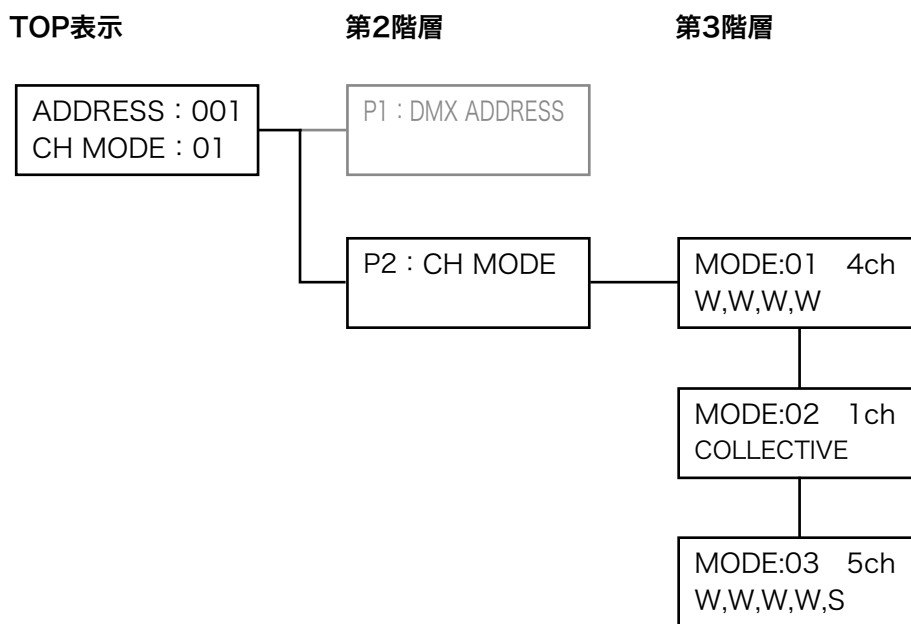 TOP表示 第2階層 第3階層
ADDRESS：001
CH MODE：01
P1：DMX ADDRESS
P2：CH MODE
MODE:01 4ch
W,W,W,W
MODE:02 1ch
COLLECTIVE
MODE:03 5ch
W,W,W,W,S